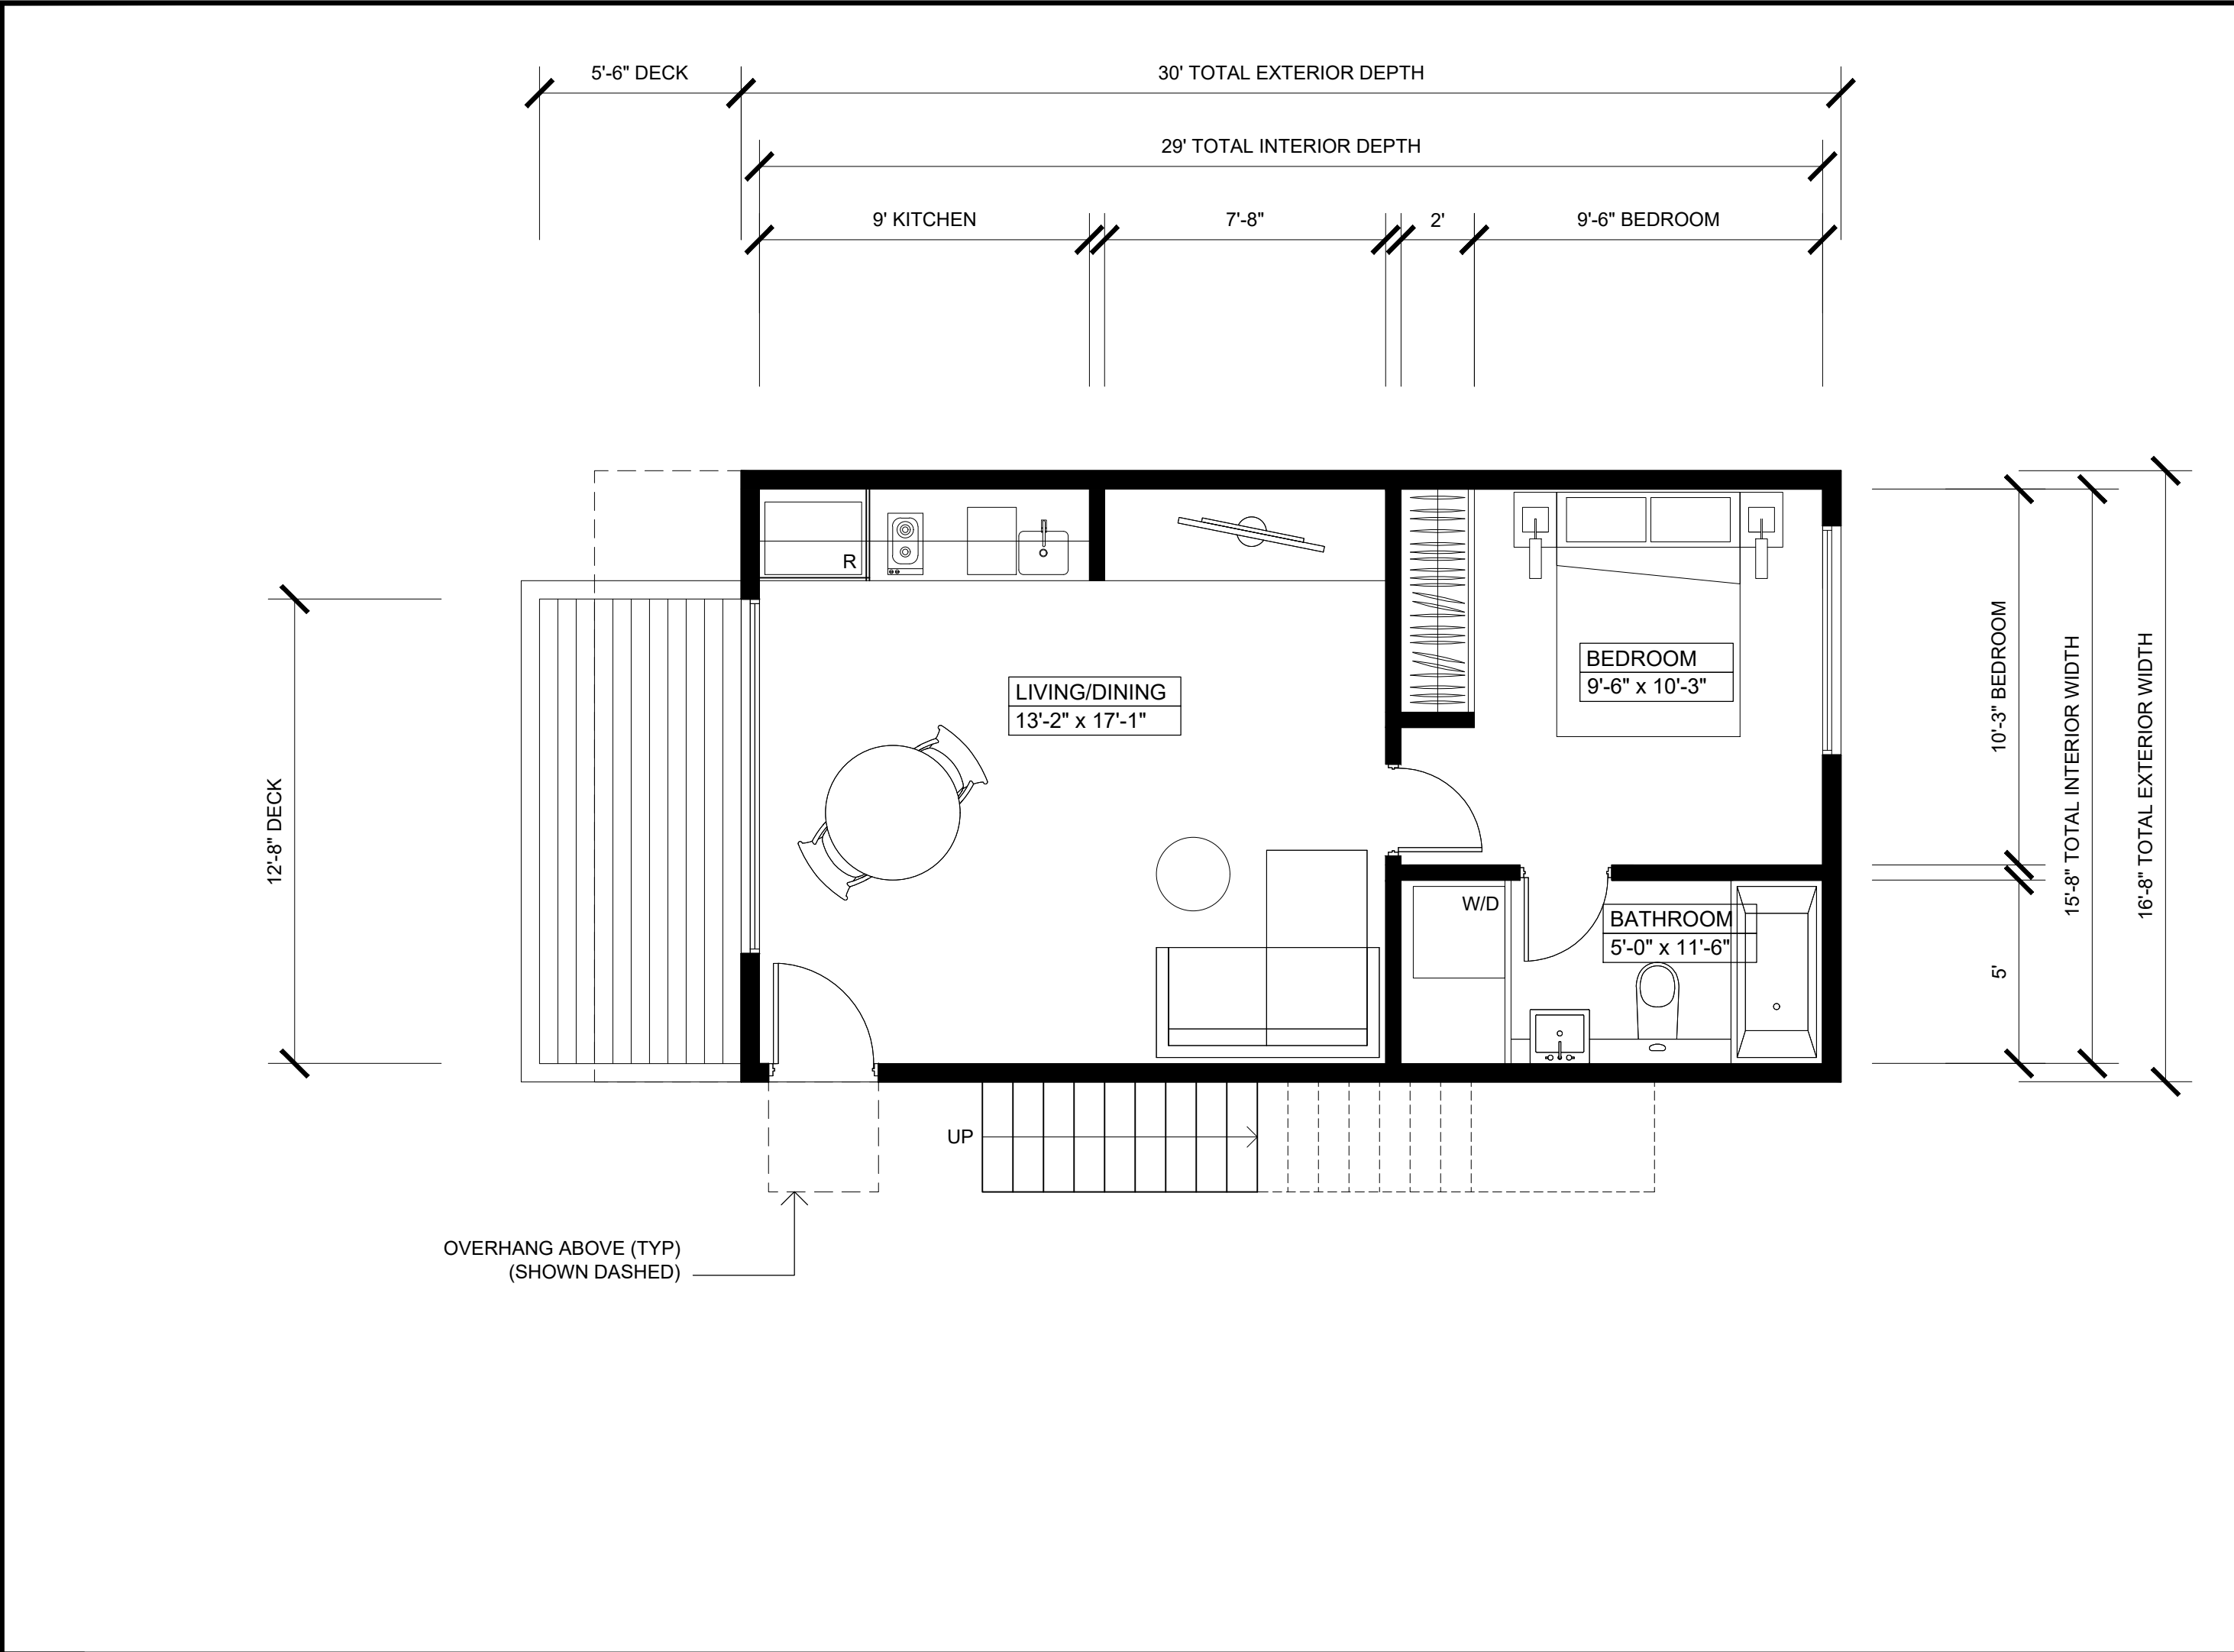 5'-6" DECK
30' TOTAL EXTERIOR DEPTH
29' TOTAL INTERIOR DEPTH
9' KITCHEN
7'-8"
2'
9'-6" BEDROOM
R
BEDROOM
9'-6" x 10'-3"
LIVING/DINING
13'-2" x 17'-1"
12'-8" DECK
10'-3" BEDROOM
15'-8" TOTAL INTERIOR WIDTH
16'-8" TOTAL EXTERIOR WIDTH
W/D
BATHROOM
5'-0" x 11'-6"
5'
UP
OVERHANG ABOVE (TYP)
(SHOWN DASHED)